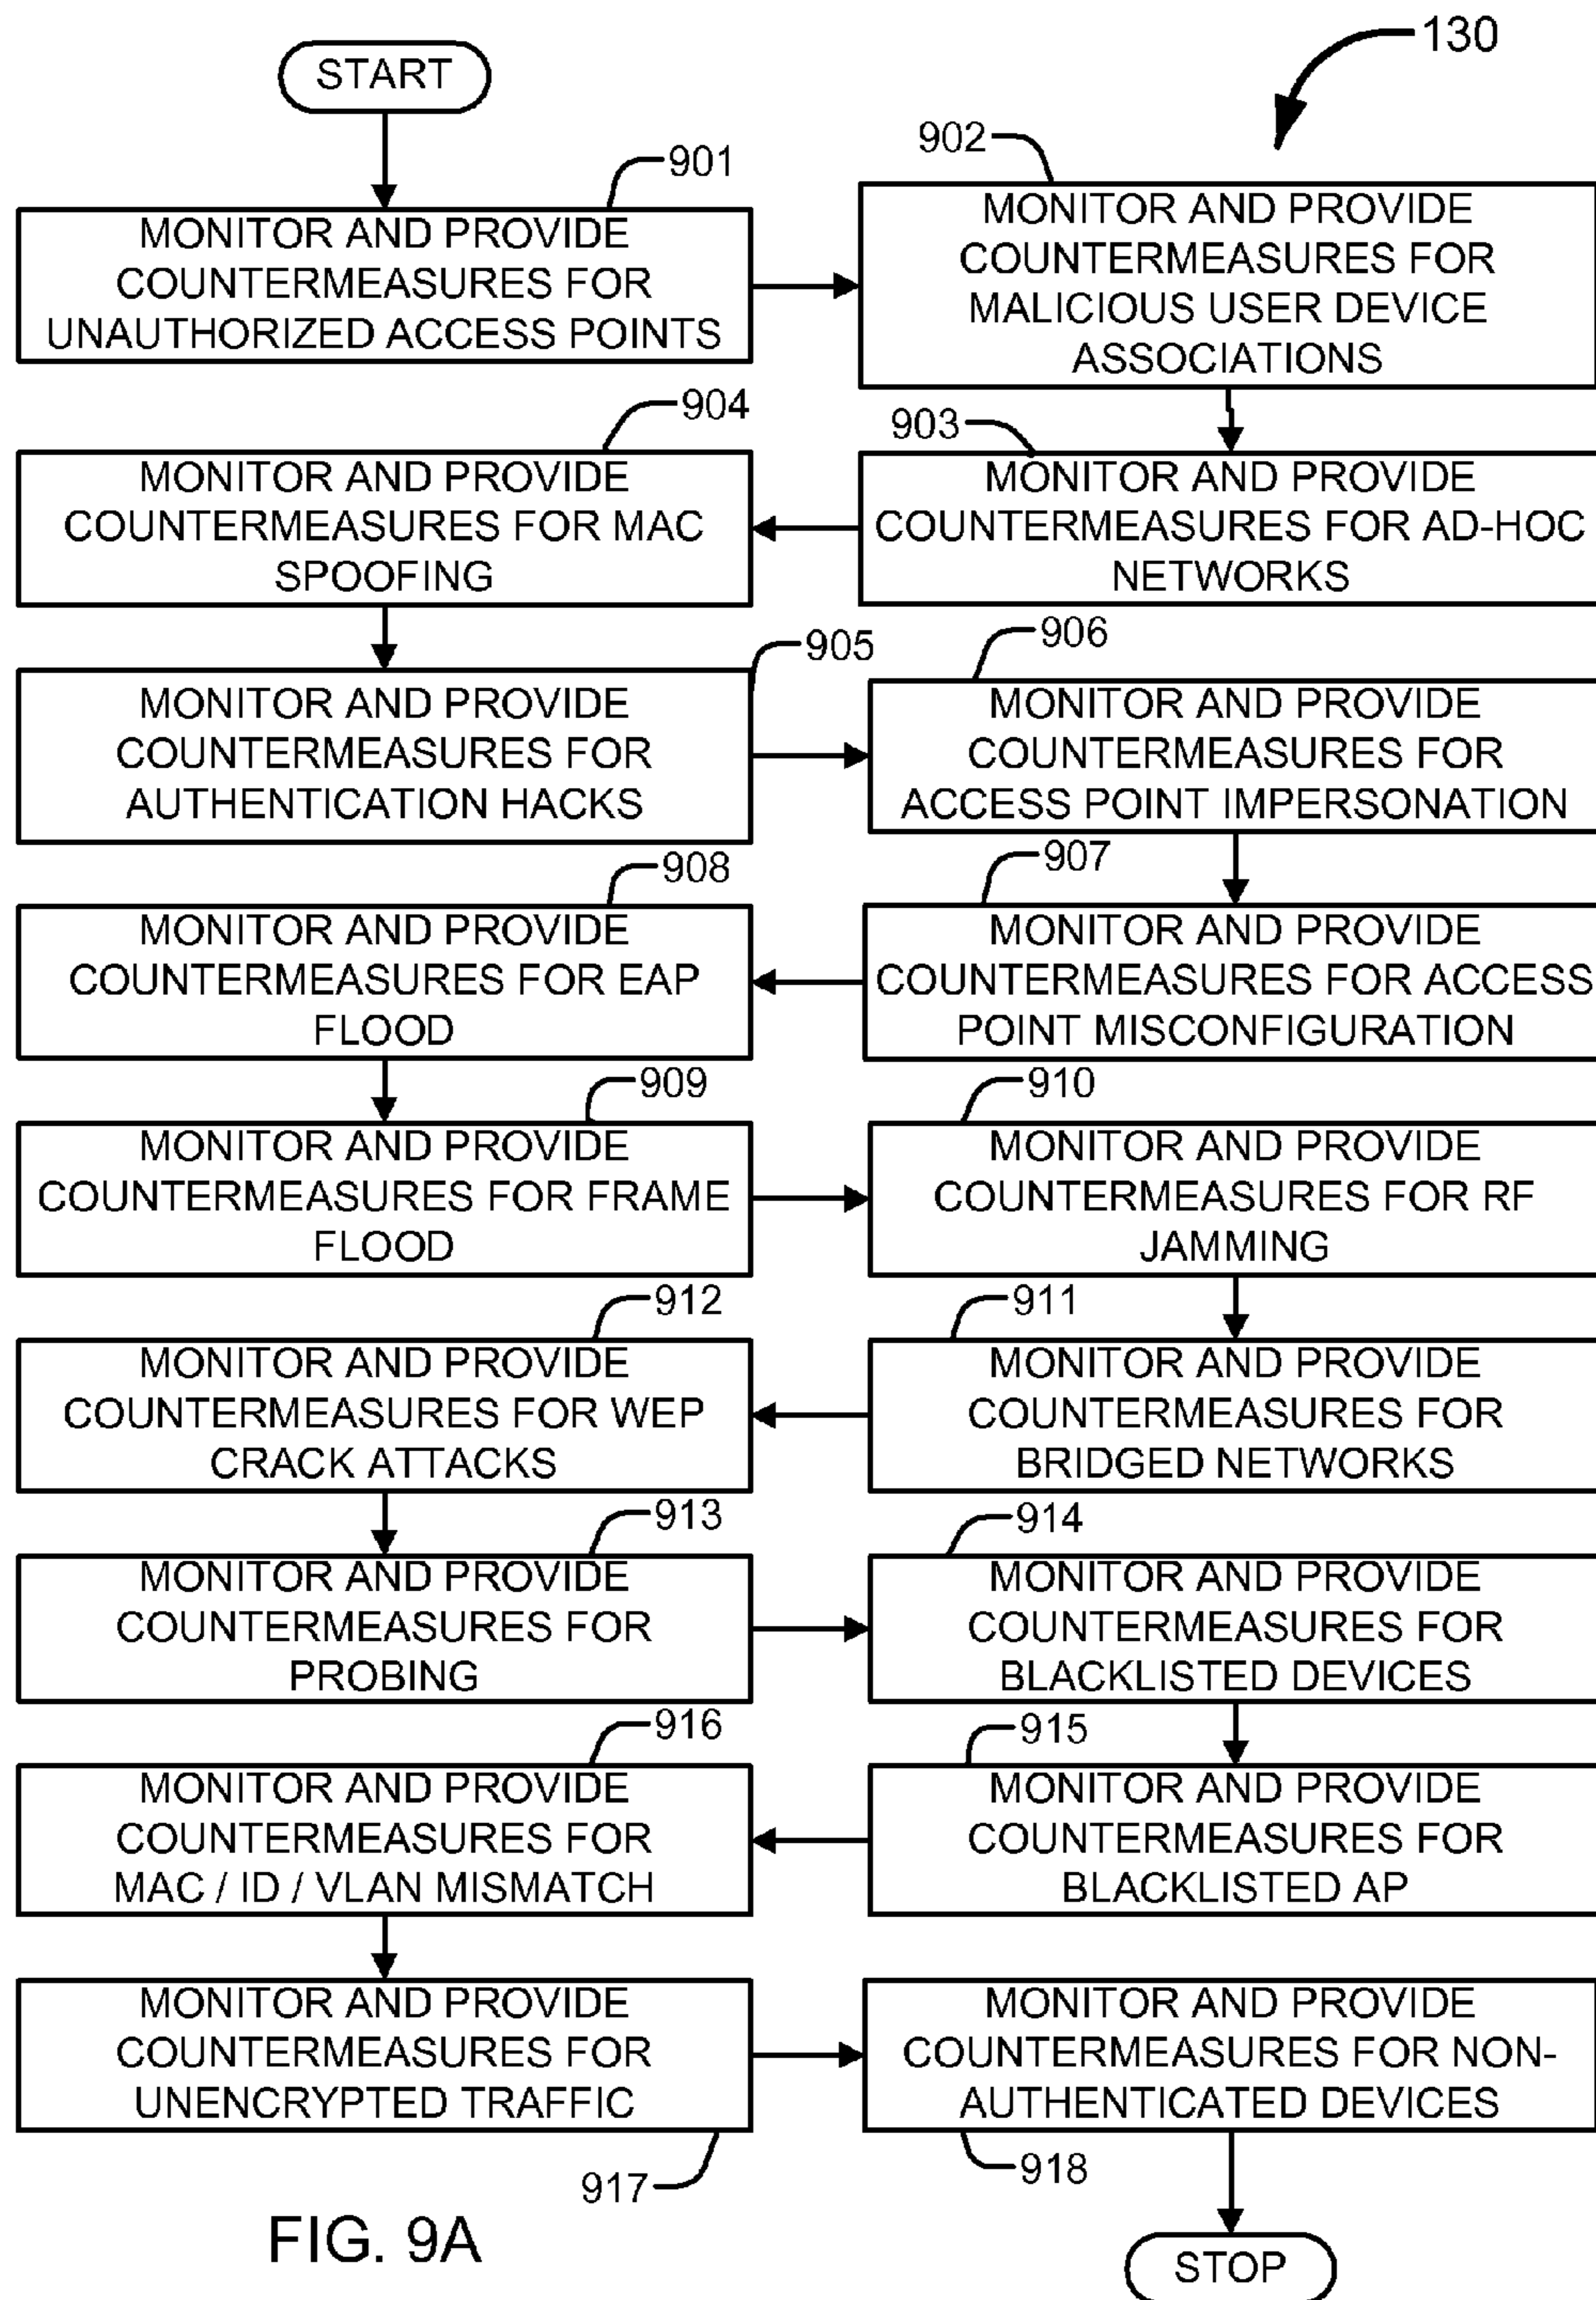 START
130
901
MONITOR AND PROVIDE
COUNTERMEASURES FOR
UNAUTHORIZED ACCESS POINTS
902
MONITOR AND PROVIDE
COUNTERMEASURES FOR
MALICIOUS USER DEVICE
ASSOCIATIONS
903
MONITOR AND PROVIDE
COUNTERMEASURES FOR AD-HOC
NETWORKS
904
MONITOR AND PROVIDE
COUNTERMEASURES FOR MAC
SPOOFING
905
MONITOR AND PROVIDE
COUNTERMEASURES FOR
AUTHENTICATION HACKS
906
MONITOR AND PROVIDE
COUNTERMEASURES FOR
ACCESS POINT IMPERSONATION
907
MONITOR AND PROVIDE
COUNTERMEASURES FOR ACCESS
POINT MISCONFIGURATION
908
MONITOR AND PROVIDE
COUNTERMEASURES FOR EAP
FLOOD
909
MONITOR AND PROVIDE
COUNTERMEASURES FOR FRAME
FLOOD
910
MONITOR AND PROVIDE
COUNTERMEASURES FOR RF
JAMMING
911
MONITOR AND PROVIDE
COUNTERMEASURES FOR
BRIDGED NETWORKS
912
MONITOR AND PROVIDE
COUNTERMEASURES FOR WEP
CRACK ATTACKS
913
MONITOR AND PROVIDE
COUNTERMEASURES FOR
PROBING
914
MONITOR AND PROVIDE
COUNTERMEASURES FOR
BLACKLISTED DEVICES
915
MONITOR AND PROVIDE
COUNTERMEASURES FOR
BLACKLISTED AP
916
MONITOR AND PROVIDE
COUNTERMEASURES FOR
MAC / ID / VLAN MISMATCH
MONITOR AND PROVIDE
COUNTERMEASURES FOR
UNENCRYPTED TRAFFIC
917
MONITOR AND PROVIDE
COUNTERMEASURES FOR NON-
AUTHENTICATED DEVICES
918
FIG. 9A
STOP